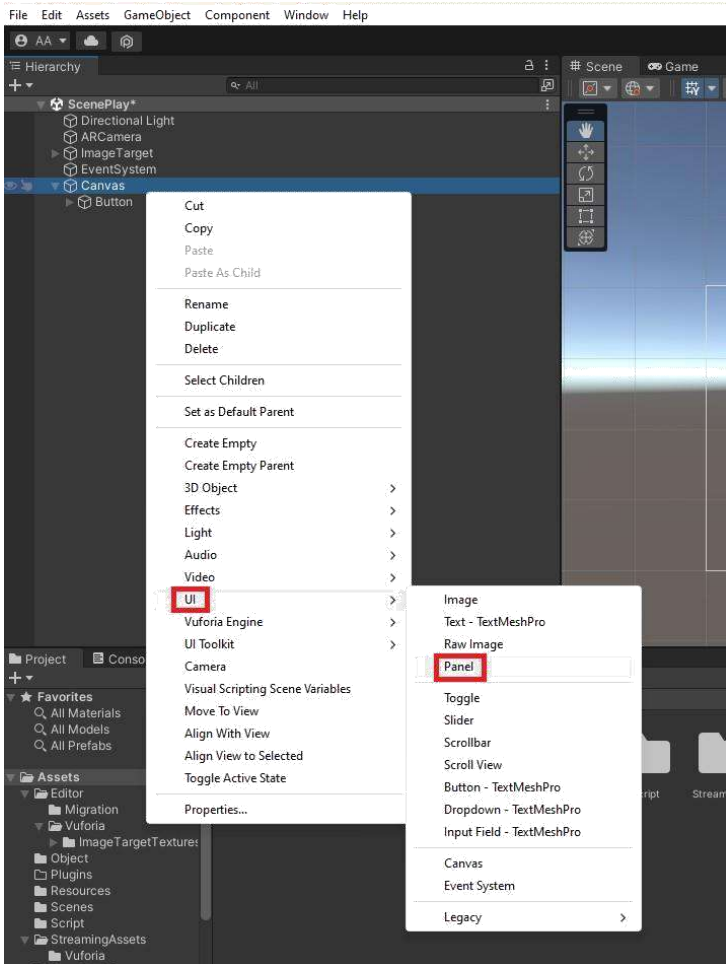 File Edit Assets GameObject Component Window Help
AA
Hierarchy
All
Scene
Game
ScenePlay*
Directional Light
ARCamera
ImageTarget
EventSystem
Canvas
Button
Cut
Copy
Paste
Paste As Child
Rename
Duplicate
Delete
Select Children
Set as Default Parent
Create Empty
Create Empty Parent
3D Object
Effects
Light
Audio
Video
UI
Vuforia Engine
UI Toolkit
Camera
Visual Scripting Scene Variables
Move To View
Align With View
Align View to Selected
Toggle Active State
Properties...
Image
Text - TextMeshPro
Raw Image
Panel
Toggle
Slider
Scrollbar
Scroll View
Button - TextMeshPro
Dropdown - TextMeshPro
Input Field - TextMeshPro
Canvas
Event System
Legacy
Project
Conso
Favorites
All Materials
All Models
All Prefabs
Assets
Editor
Migration
Vuforia
ImageTargetTextures
Object
Plugins
Resources
Scenes
Script
StreamingAssets
Vuforia
ript
Stream